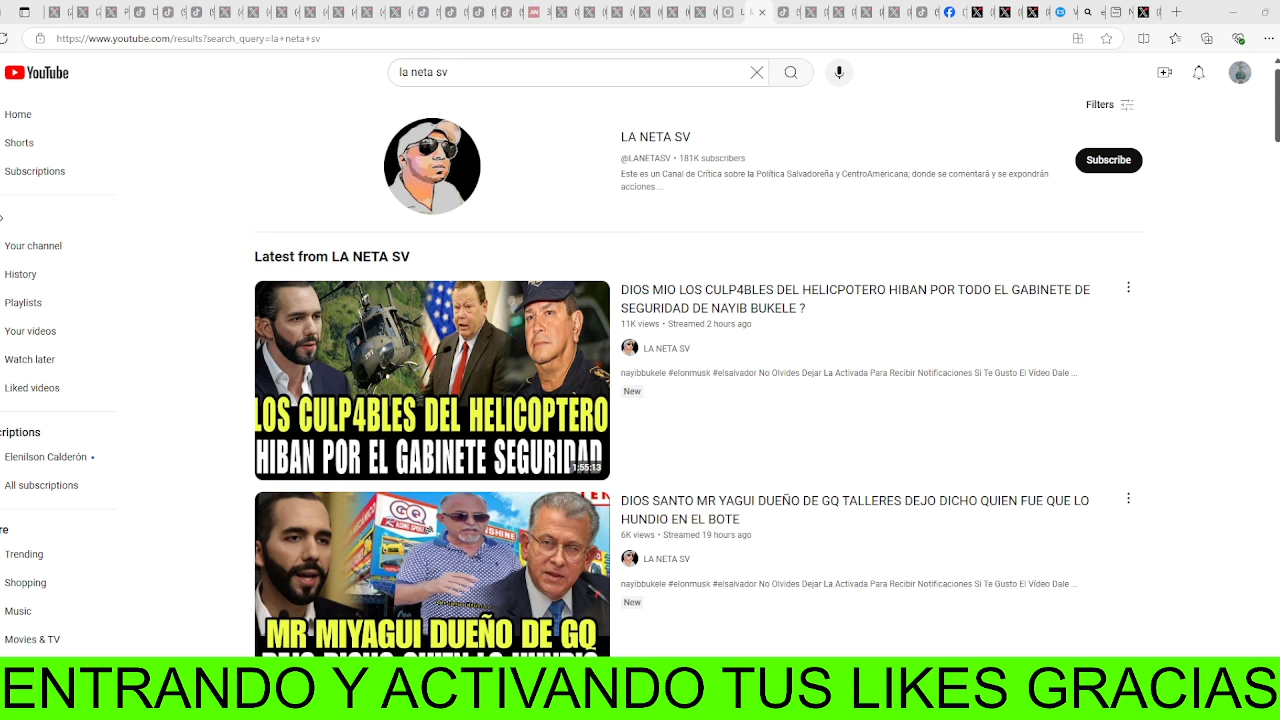 https://www.youtube.com/results?search_query=la+neta+sv
YouTube
la neta sv
Filters
Home
Shorts
Subscriptions
Your channel
History
Playlists
Your videos
Watch later
Liked videos
criptions
Elenilson Calderón
All subscriptions
re
Trending
Shopping
Music
Movies & TV
LA NETA SV
@LANETASV • 181K subscribers
Este es un Canal de Crítica sobre la Política Salvadoreña y CentroAmericana; donde se comentará y se expondrán
acciones ...
Subscribe
Latest from LA NETA SV
LOS CULP4BLES DEL HELICOPTERO
HIBAN POR EL GABINETE SEGURIDAD
1:55:13
DIOS MIO LOS CULP4BLES DEL HELICPOTERO HIBAN POR TODO EL GABINETE DE
SEGURIDAD DE NAYIB BUKELE ?
11K views • Streamed 2 hours ago
LA NETA SV
nayibbukele #elonmusk #elsalvador No Olvides Dejar La Activada Para Recibir Notificaciones Si Te Gusto El Vídeo Dale ...
New
GQ
MR MIYAGUI DUEÑO DE GQ
DIOS SANTO MR YAGUI DUEÑO DE GQ TALLERES DEJO DICHO QUIEN FUE QUE LO
HUNDIO EN EL BOTE
6K views • Streamed 19 hours ago
LA NETA SV
nayibbukele #elonmusk #elsalvador No Olvides Dejar La Activada Para Recibir Notificaciones Si Te Gusto El Vídeo Dale ...
New
ENTRANDO Y ACTIVANDO TUS LIKES GRACIAS